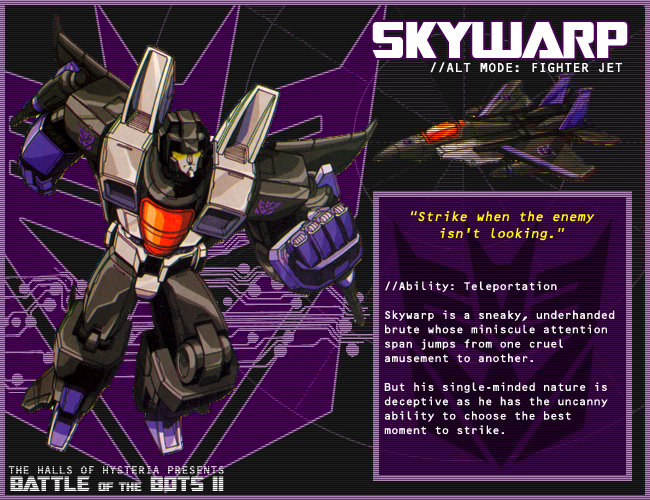 SKYWARP
//ALT MODE: FIGHTER JET
"Strike when the enemy
isn't looking."
//Ability: Teleportation
Skywarp is a sneaky, underhanded
brute whose miniscule attention
span jumps from one cruel
amusement to another.
But his single-minded nature is
deceptive as he has the uncanny
ability to choose the best
moment to strike.
THE HALLS OF HYSTERIA PRESENTS
BATTLE OF THE BOTS II